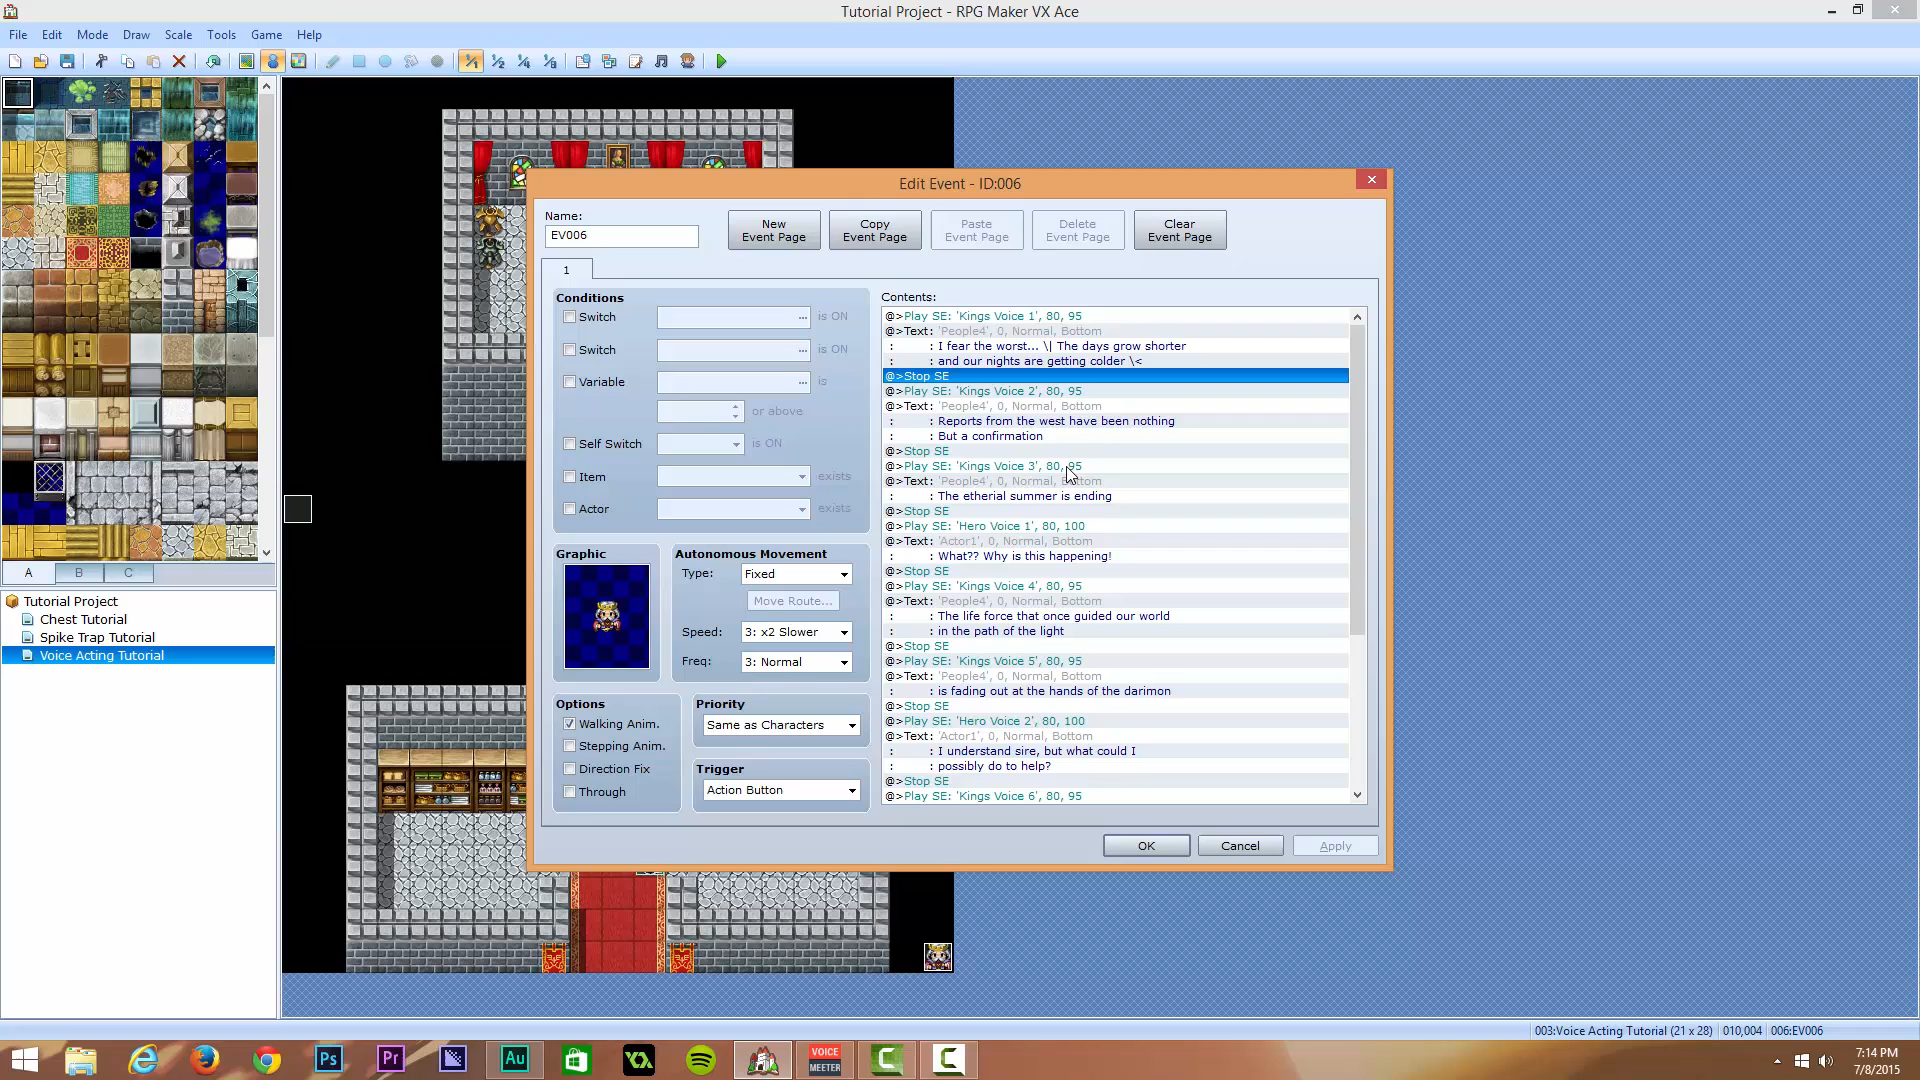 Tutorial Project - RPG Maker VX Ace
File Edit Mode Draw Scale Tools Game Help
Edit Event - ID:006
Name:
EV006
New Event Page
Copy Event Page
Paste Event Page
Delete Event Page
Clear Event Page
1
Conditions
Switch ... is ON
Switch ... is ON
Variable ... is
or above
Self Switch is ON
Item exists
Actor exists
Graphic
Autonomous Movement
Type: Fixed
Move Route...
Speed: 3: x2 Slower
Freq: 3: Normal
Options
Walking Anim.
Stepping Anim.
Direction Fix
Through
Priority
Same as Characters
Trigger
Action Button
Contents:
@>Play SE: 'Kings Voice 1', 80, 95
@>Text: 'People4', 0, Normal, Bottom
: : I fear the worst... \| The days grow shorter
: : and our nights are getting colder \<
@>Stop SE
@>Play SE: 'Kings Voice 2', 80, 95
@>Text: 'People4', 0, Normal, Bottom
: : Reports from the west have been nothing
: : But a confirmation
@>Stop SE
@>Play SE: 'Kings Voice 3', 80, 95
@>Text: 'People4', 0, Normal, Bottom
: : The etherial summer is ending
@>Stop SE
@>Play SE: 'Hero Voice 1', 80, 100
@>Text: 'Actor1', 0, Normal, Bottom
: : What?? Why is this happening!
@>Stop SE
@>Play SE: 'Kings Voice 4', 80, 95
@>Text: 'People4', 0, Normal, Bottom
: : The life force that once guided our world
: : in the path of the light
@>Stop SE
@>Play SE: 'Kings Voice 5', 80, 95
@>Text: 'People4', 0, Normal, Bottom
: : is fading out at the hands of the darimon
@>Stop SE
@>Play SE: 'Hero Voice 2', 80, 100
@>Text: 'Actor1', 0, Normal, Bottom
: : I understand sire, but what could I
: : possibly do to help?
@>Stop SE
@>Play SE: 'Kings Voice 6', 80, 95
OK Cancel Apply
A B C
Tutorial Project
Chest Tutorial
Spike Trap Tutorial
Voice Acting Tutorial
003:Voice Acting Tutorial (21 x 28) 010,004 006:EV006
Ps Pr Au VOICE MEETER
7:14 PM
7/8/2015